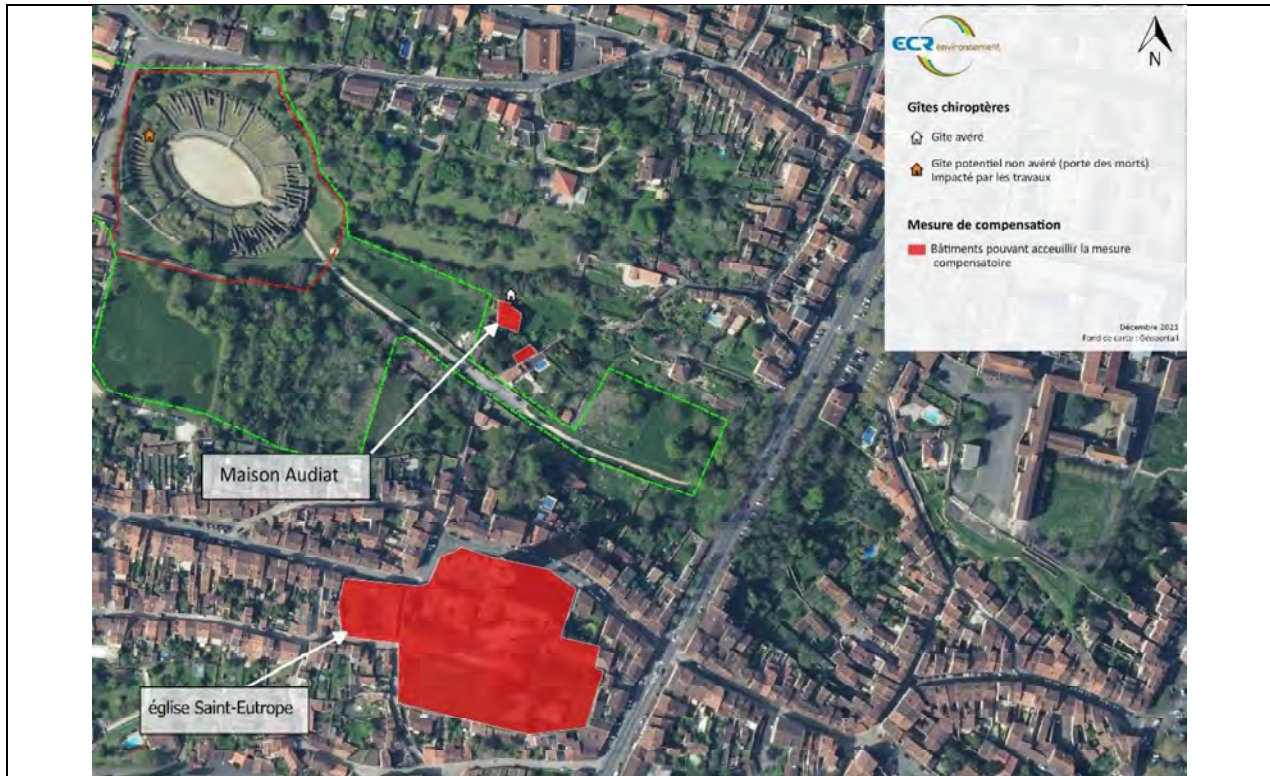 ECR environnement
N
Gîtes chiroptères
Gîte avéré
Gîte potentiel non avéré (porte des morts)
Impacté par les travaux
Mesure de compensation
Bâtiments pouvant acceuillir la mesure
compensatoire
Décembre 2021
Fond de carte : Géoportail
Maison Audiat
église Saint-Eutrope